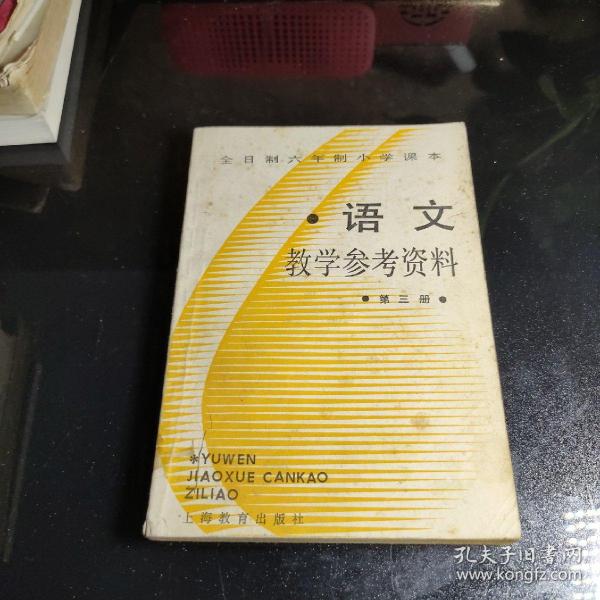 全日制六年制小学课本
·语文
教学参考资料
·第三册·
*YUWEN
JIAOXUE CANKAO
ZILIAO
上海教育出版社
孔夫子旧书网
www.kongfz.com